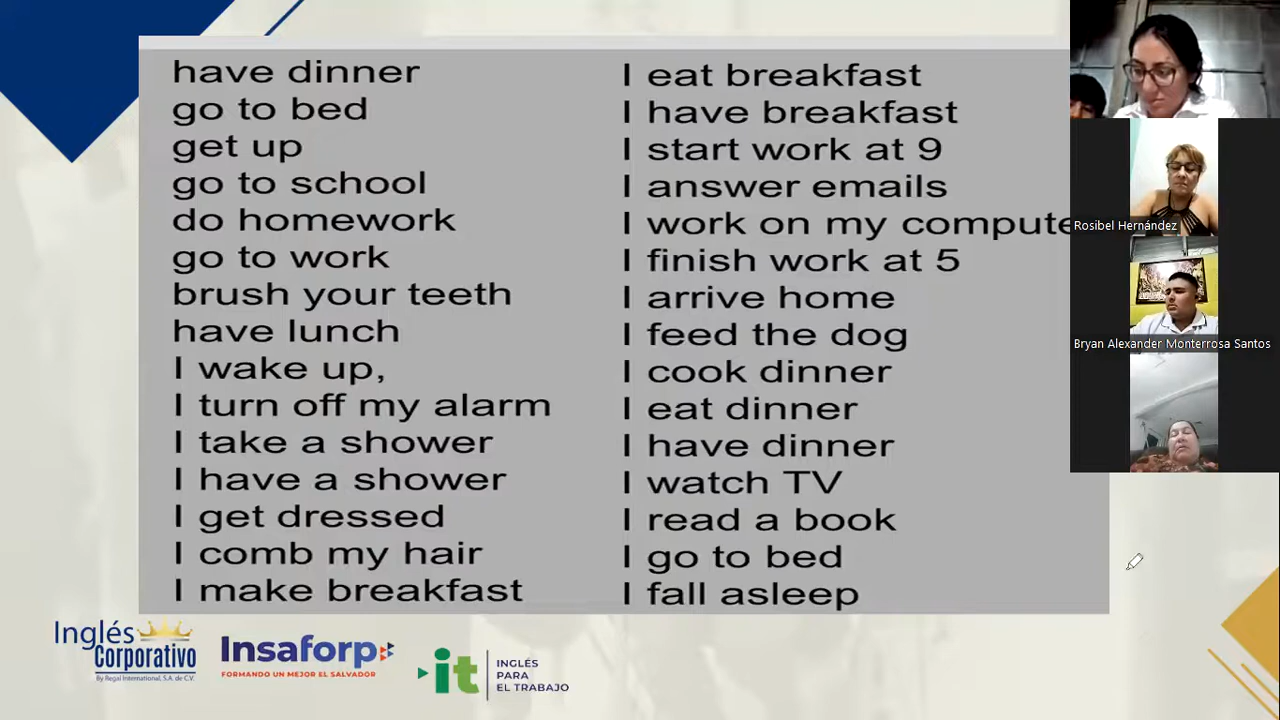 have dinner
go to bed
get up
go to school
do homework
go to work
brush your teeth
have lunch
I wake up,
I turn off my alarm
I take a shower
I have a shower
I get dressed
I comb my hair
I make breakfast
I eat breakfast
I have breakfast
I start work at 9
I answer emails
I work on my compute
I finish work at 5
I arrive home
I feed the dog
I cook dinner
I eat dinner
I have dinner
I watch TV
I read a book
I go to bed
I fall asleep
Rosibel Hernández
Bryan Alexander Monterrosa Santos
Inglés
Corporativo
By Regal International, S.A. de C.V.
Insaforp
FORMANDO UN MEJOR EL SALVADOR
it
INGLÉS
PARA
EL TRABAJO